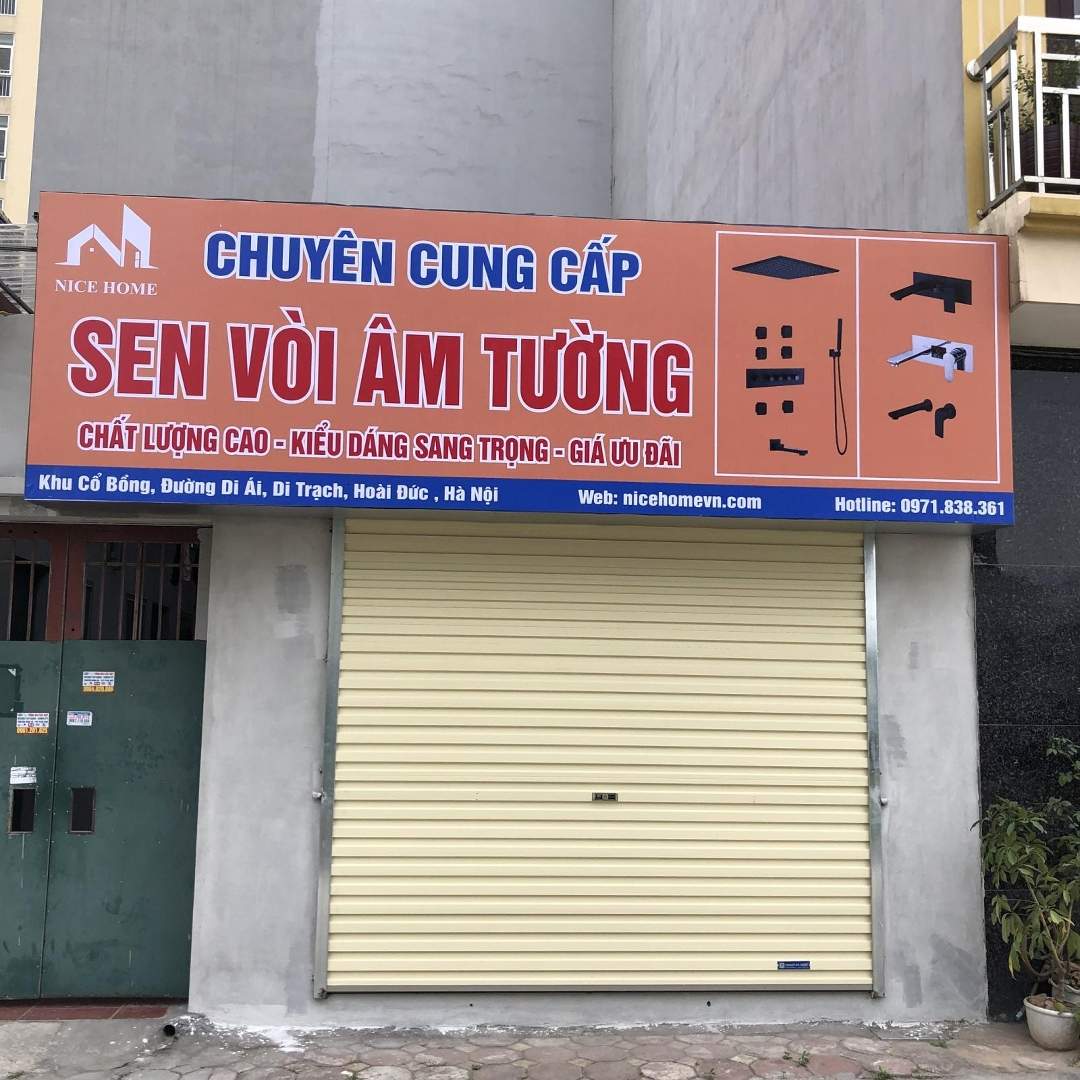 NICE HOME
CHUYÊN CUNG CẤP
SEN VÒI ÂM TƯỜNG
CHẤT LƯỢNG CAO - KIỂU DÁNG SANG TRỌNG - GIÁ ƯU ĐÃI
Khu Cổ Bồng, Đường Di Ái, Di Trạch, Hoài Đức , Hà Nội
Web: nicehomevn.com
Hotline: 0971.838.361